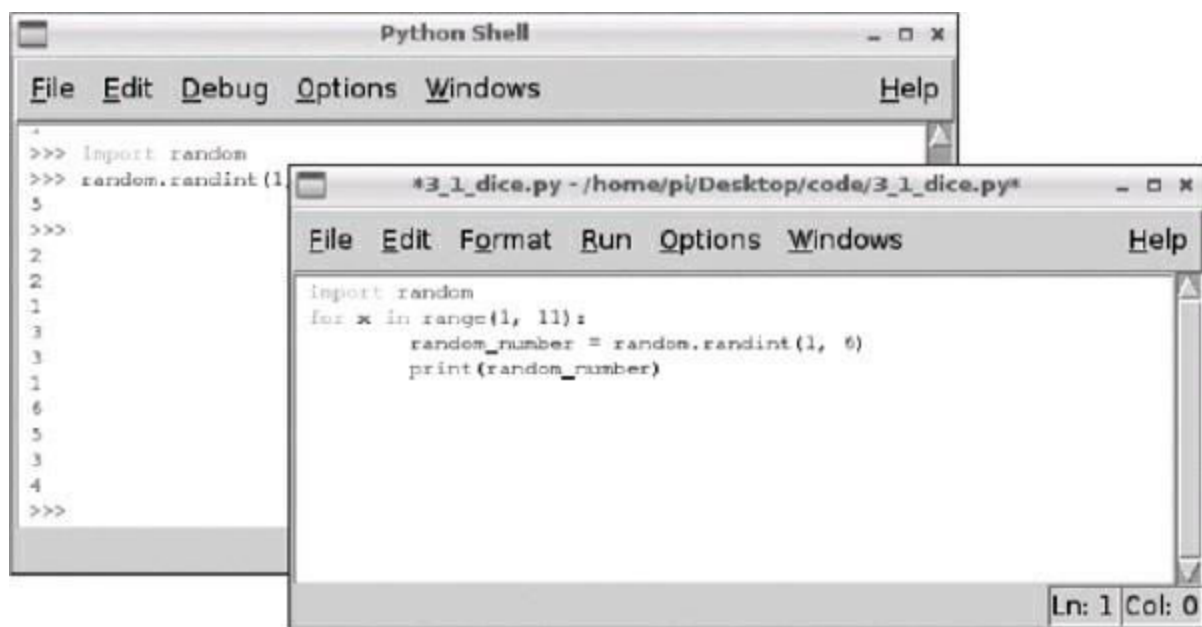 Python Shell
File Edit Debug Options Windows Help
>>> import random
>>> random.randint(1,
5
>>>
2
2
1
3
3
1
6
5
3
4
>>>
*3_1_dice.py - /home/pi/Desktop/code/3_1_dice.py*
File Edit Format Run Options Windows Help
import random
for x in range(1, 11):
random_number = random.randint(1, 6)
print(random_number)
Ln: 1 Col: 0